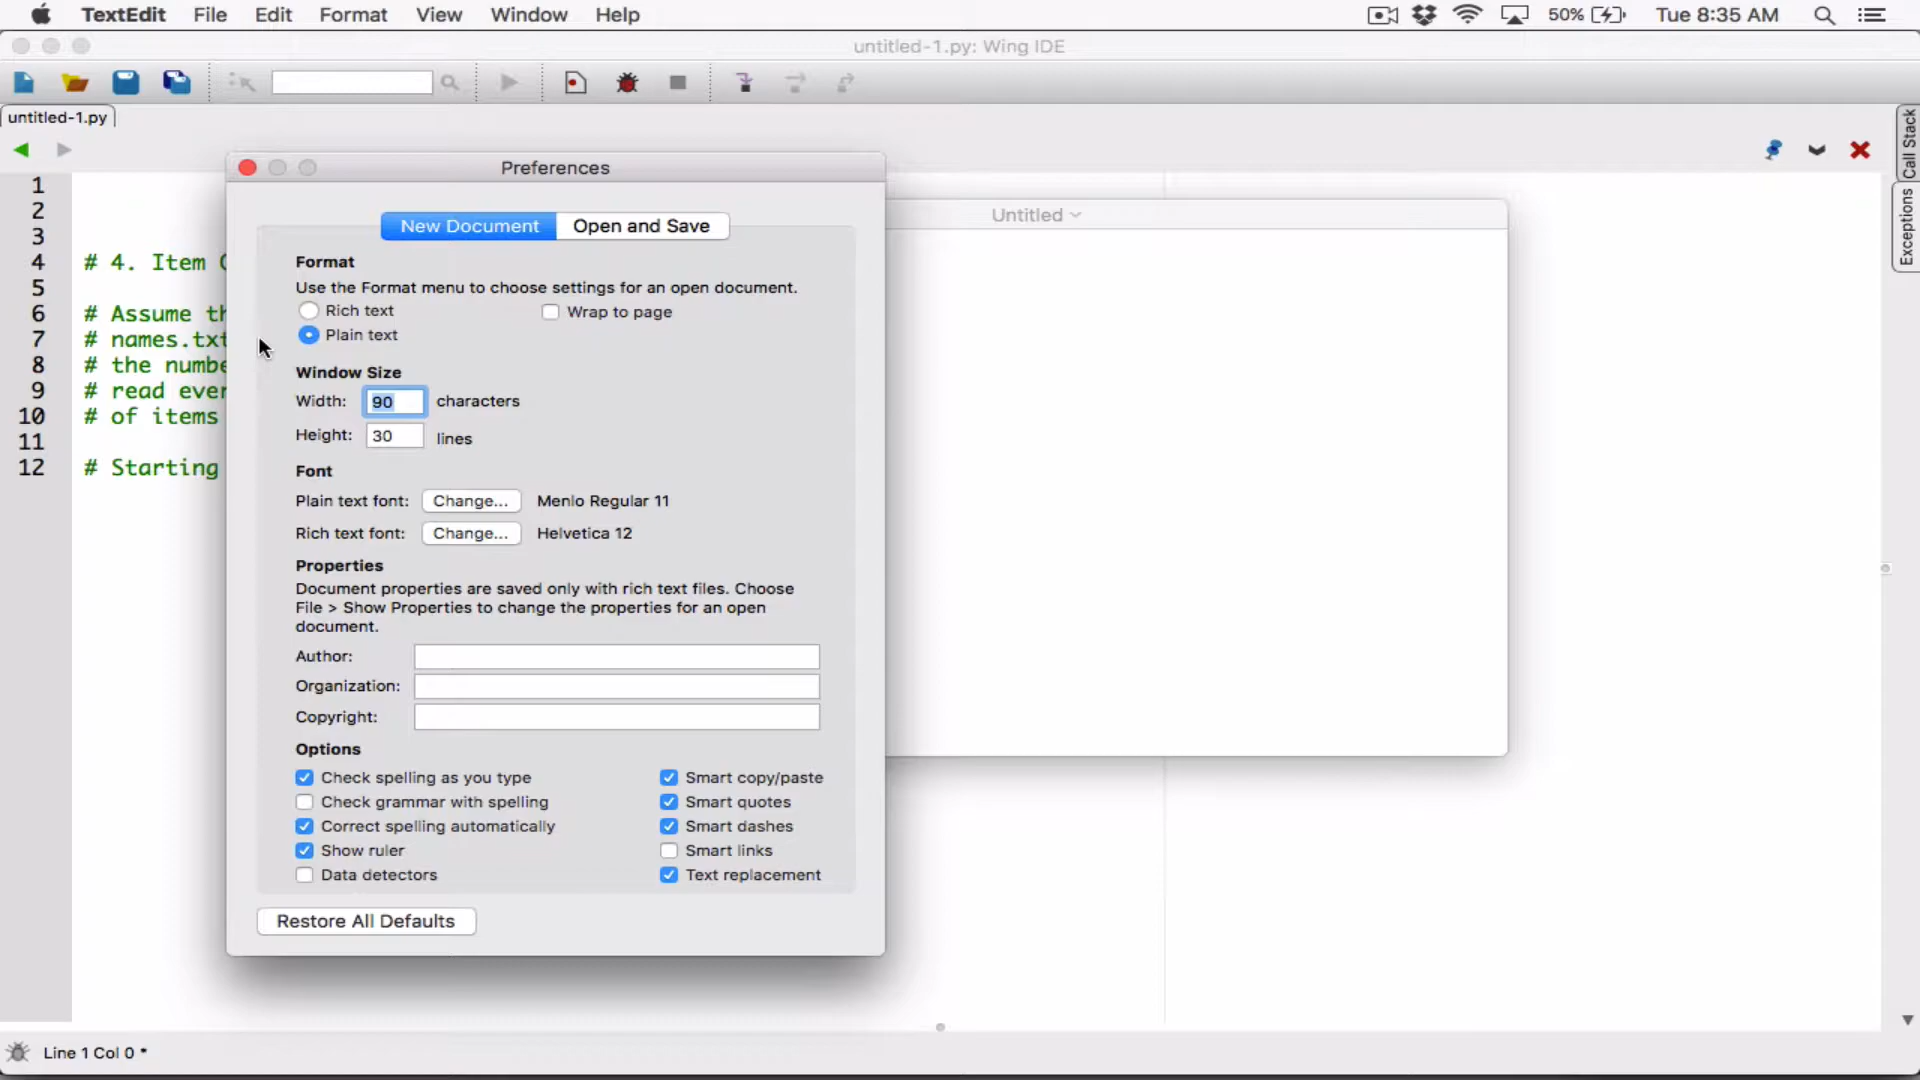 TextEdit File Edit Format View Window Help 50% Tue 8:35 AM
untitled-1.py: Wing IDE
untitled-1.py
Call Stack
Exceptions
1
2
3
4 # 4. Item
5
6 # Assume th
7 # names.txt
8 # the numbe
9 # read ever
10 # of items
11
12 # Starting
Preferences
New Document Open and Save
Format
Use the Format menu to choose settings for an open document.
Rich text Wrap to page
Plain text
Window Size
Width: 90 characters
Height: 30 lines
Font
Plain text font: Change... Menlo Regular 11
Rich text font: Change... Helvetica 12
Properties
Document properties are saved only with rich text files. Choose
File > Show Properties to change the properties for an open
document.
Author:
Organization:
Copyright:
Options
Check spelling as you type Smart copy/paste
Check grammar with spelling Smart quotes
Correct spelling automatically Smart dashes
Show ruler Smart links
Data detectors Text replacement
Restore All Defaults
Untitled
Line 1 Col 0 *